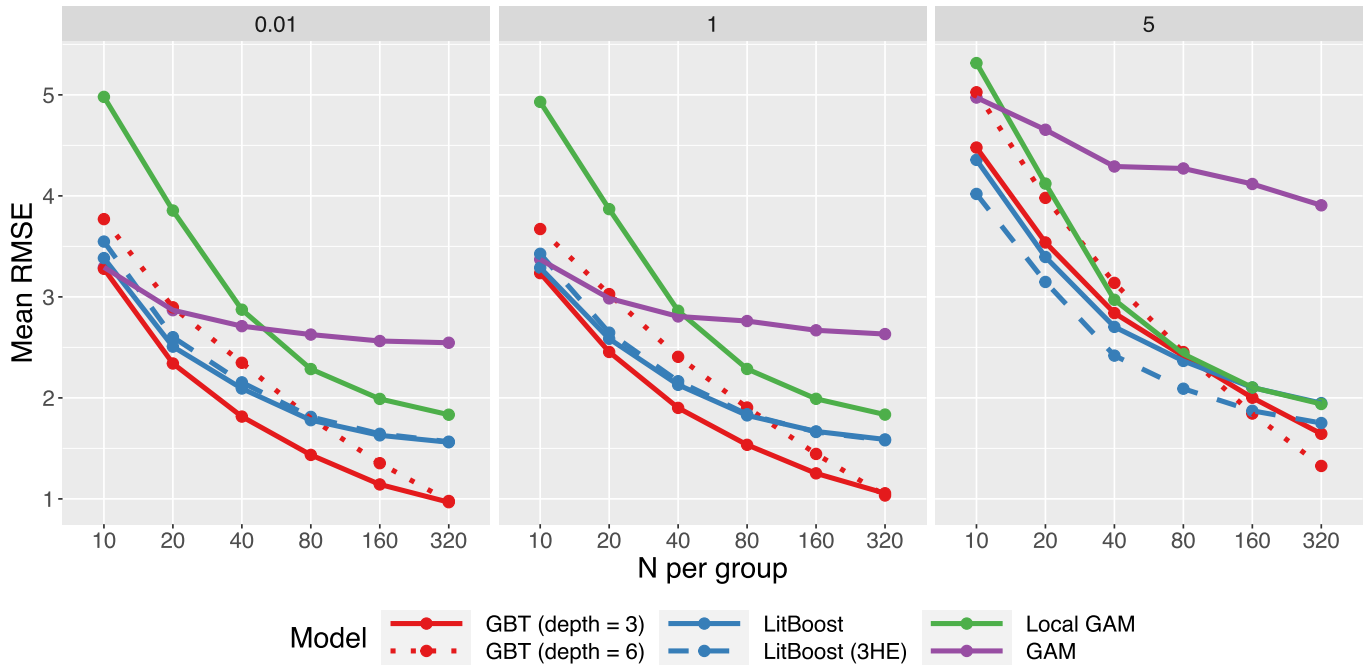 0.01 1 5
Mean RMSE
5
4
3
2
1
10 20 40 80 160 320 10 20 40 80 160 320 10 20 40 80 160 320
N per group
Model
GBT (depth = 3) LitBoost Local GAM
GBT (depth = 6) LitBoost (3HE) GAM